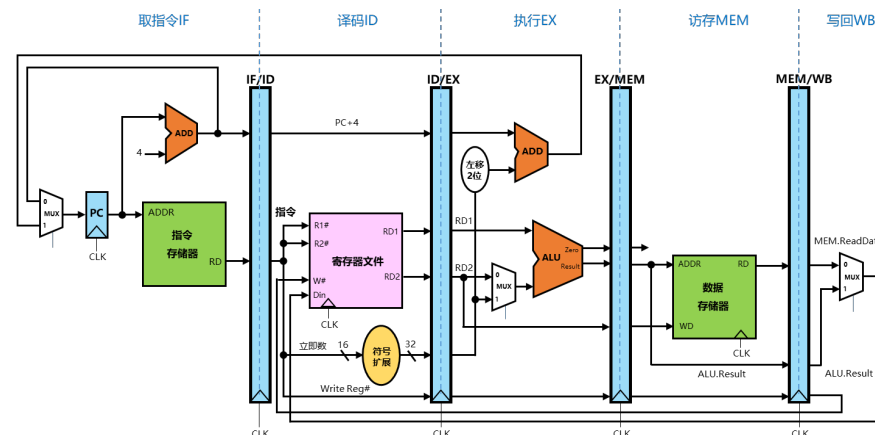 取指令IF
译码ID
执行EX
访存MEM
写回WB
IF/ID
ID/EX
EX/MEM
MEM/WB
ADD
4
PC+4
ADD
左移
2位
0
MUX
1
PC
CLK
ADDR
指令
存储器
RD
指令
R1#
R2#
W#
Din
寄存器文件
RD1
RD2
CLK
RD1
RD2
0
MUX
1
ALU
Zero
Result
ADDR
RD
数据
存储器
WD
CLK
MEM.ReadDat
0
MUX
1
立即数
16
符号
扩展
32
ALU.Result
ALU.Result
Write Reg#
CLK
CLK
CLK
CLK